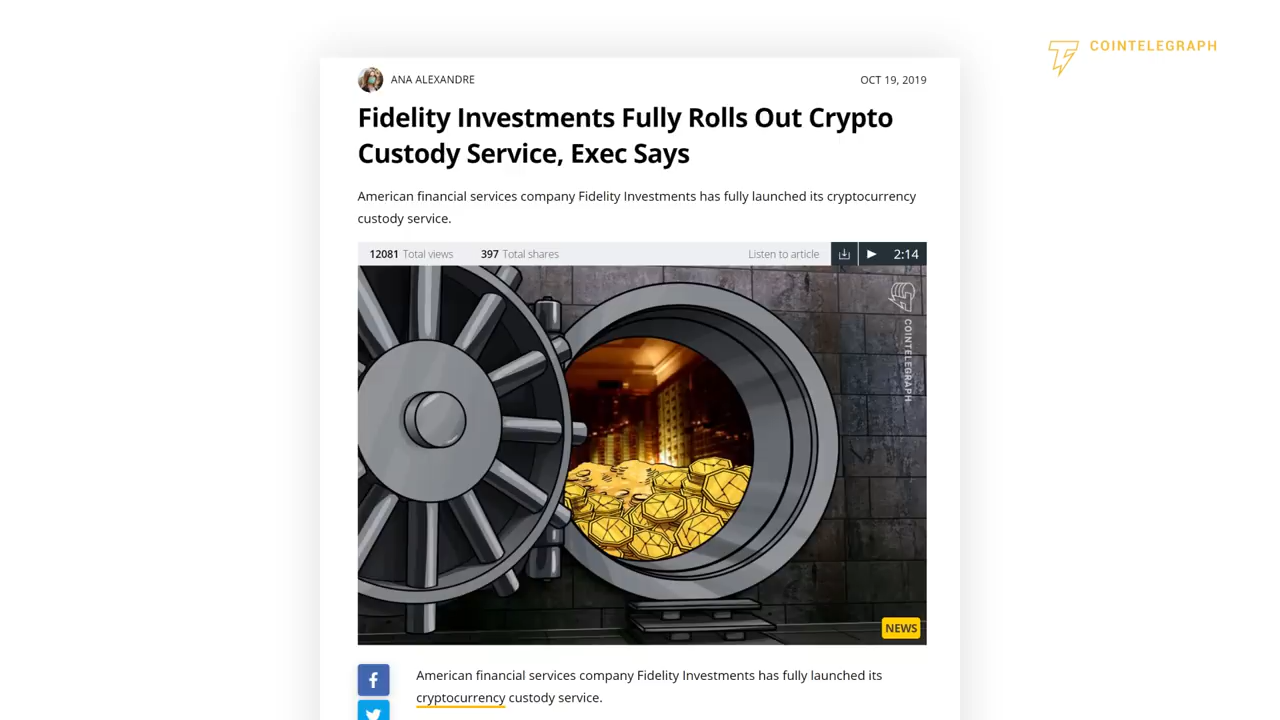 COINTELEGRAPH
ANA ALEXANDRE
OCT 19, 2019
Fidelity Investments Fully Rolls Out Crypto
Custody Service, Exec Says
American financial services company Fidelity Investments has fully launched its cryptocurrency
custody service.
12081 Total views 397 Total shares Listen to article 2:14
COINTELEGRAPH
NEWS
American financial services company Fidelity Investments has fully launched its
cryptocurrency custody service.